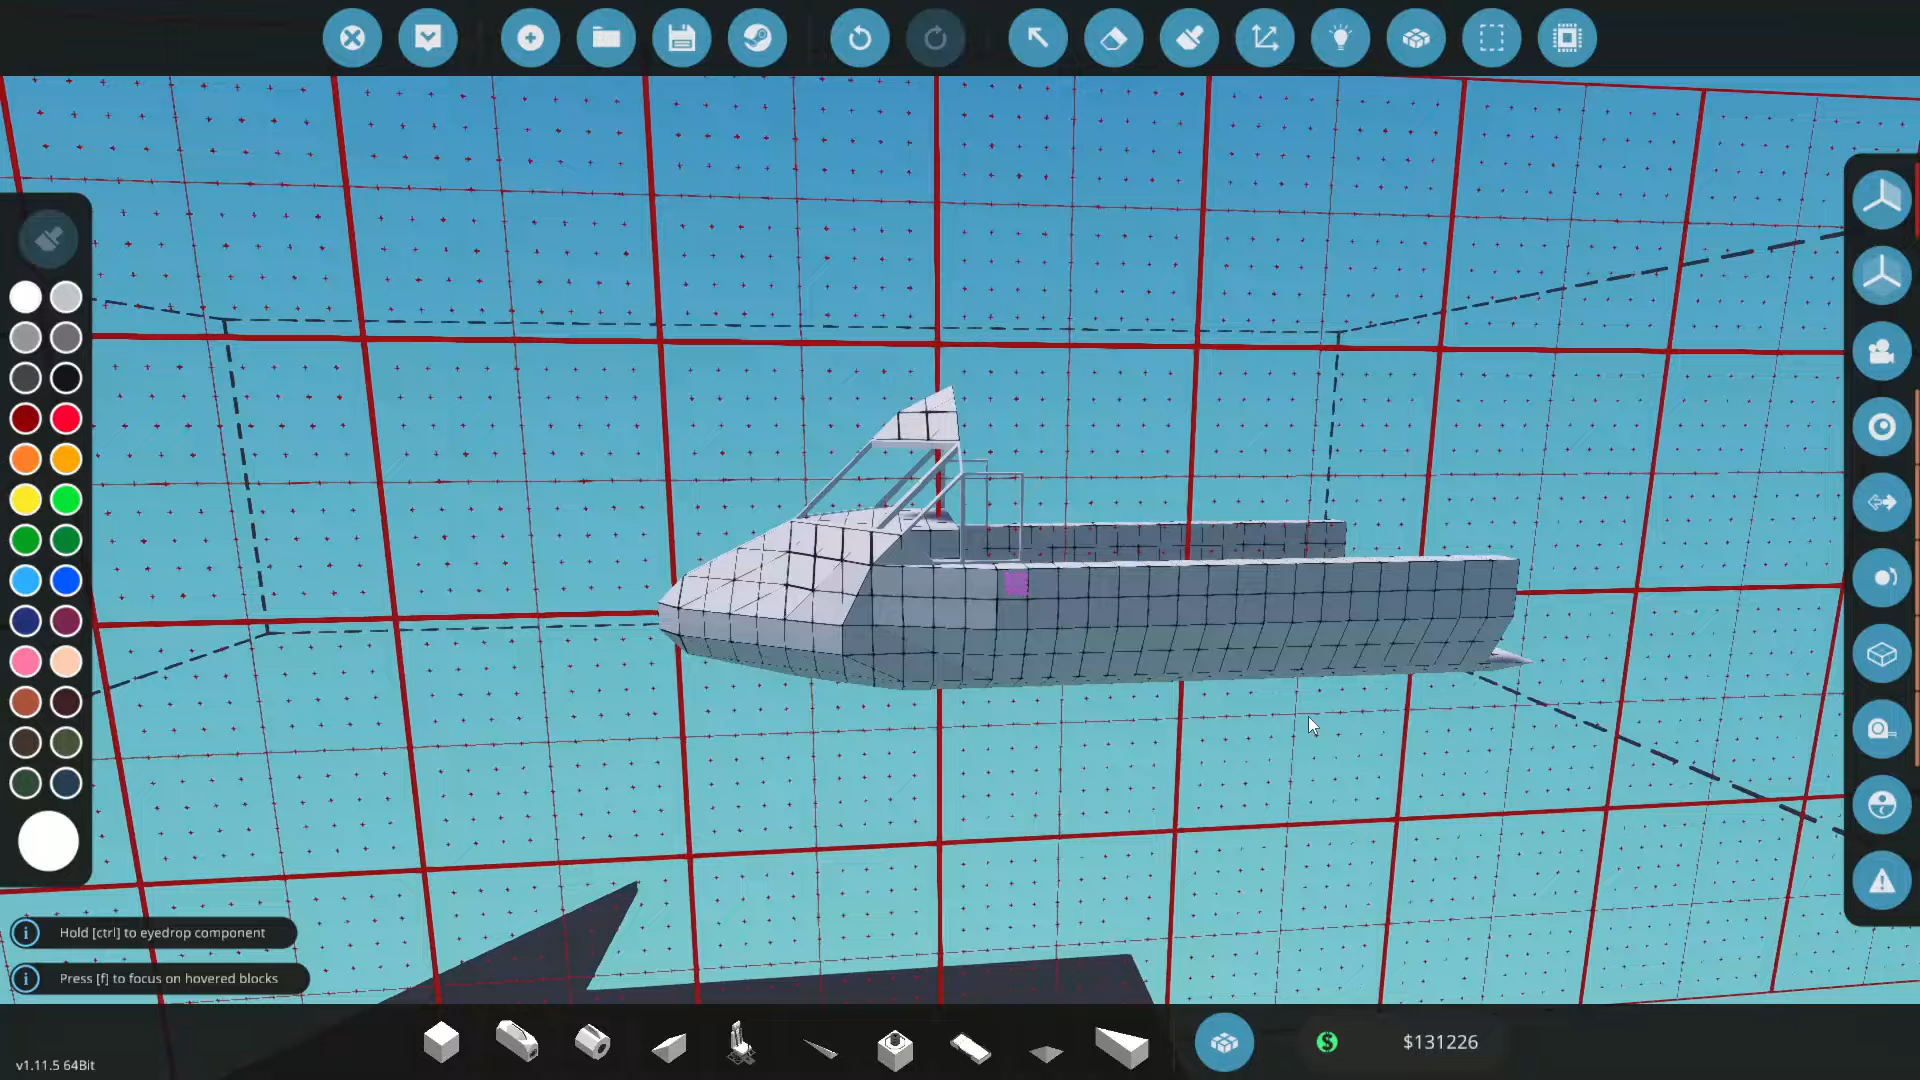 Hold [ctrl] to eyedrop component
Press [f] to focus on hovered blocks
$131226
v1.11.5 64Bit